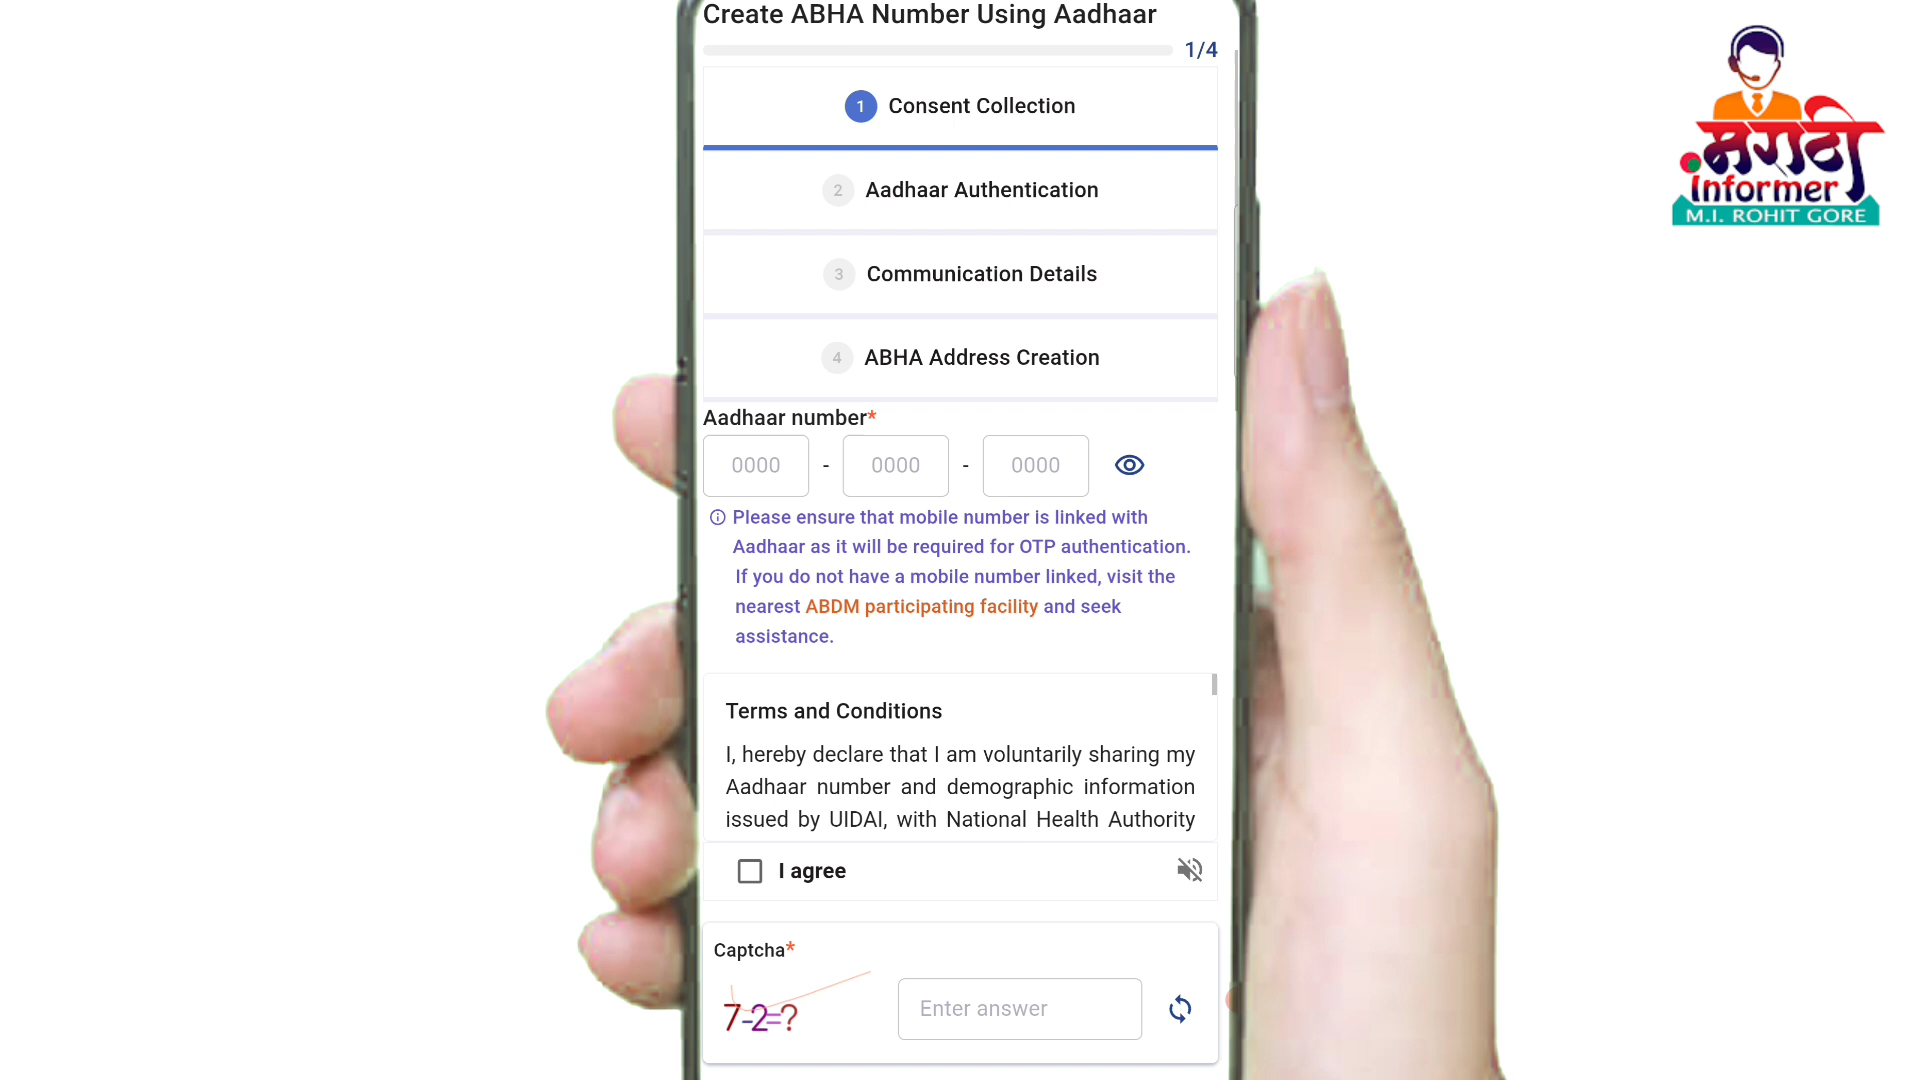 Create ABHA Number Using Aadhaar
1/4
1 Consent Collection
2 Aadhaar Authentication
3 Communication Details
4 ABHA Address Creation
Aadhaar number*
0000 - 0000 - 0000
Please ensure that mobile number is linked with
Aadhaar as it will be required for OTP authentication.
If you do not have a mobile number linked, visit the
nearest ABDM participating facility and seek
assistance.
Terms and Conditions
I, hereby declare that I am voluntarily sharing my
Aadhaar number and demographic information
issued by UIDAI, with National Health Authority
I agree
Captcha*
7-2=?
Enter answer
मराठी
Informer
M.I. ROHIT GORE